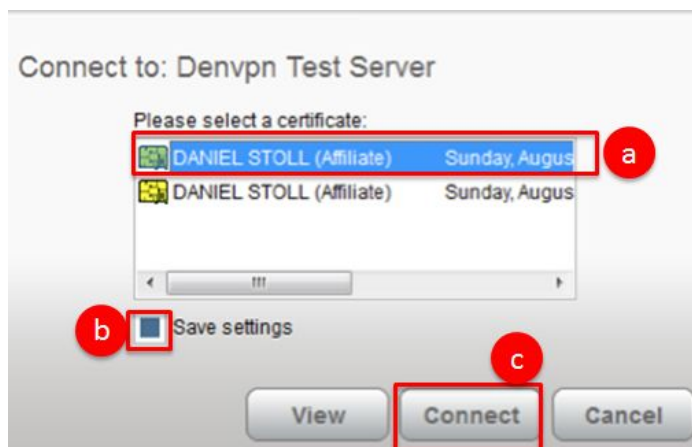 Connect to: Denvpn Test Server
Please select a certificate:
DANIEL STOLL (Affiliate) Sunday, Augus
a
DANIEL STOLL (Affiliate) Sunday, Augus
b
Save settings
c
View Connect Cancel